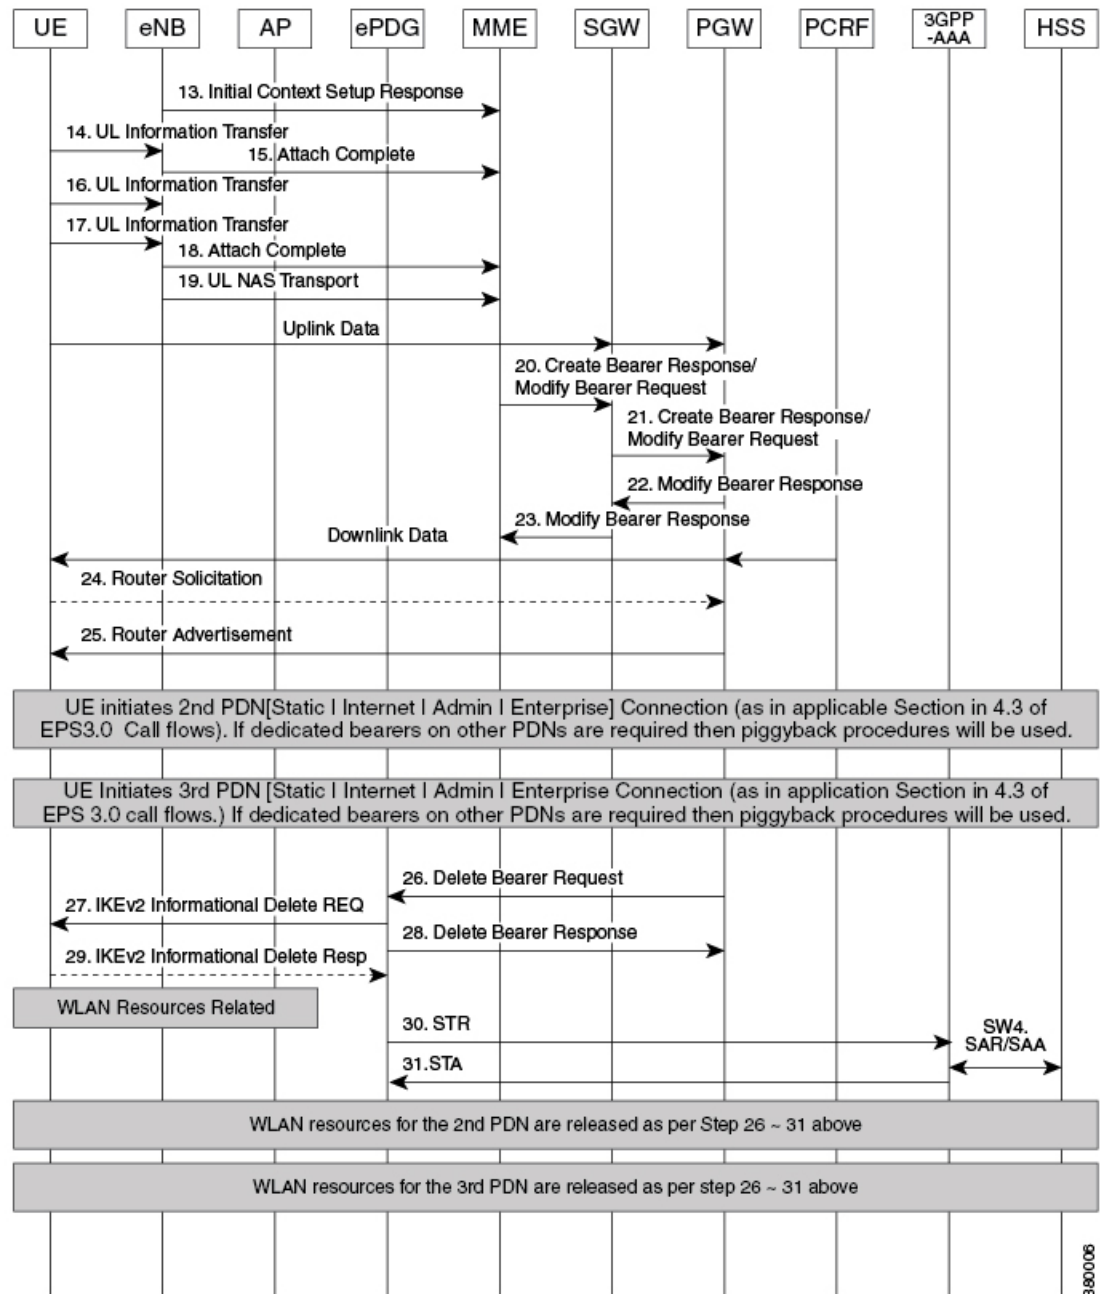 UE eNB AP ePDG MME SGW PGW PCRF 3GPP -AAA HSS
13. Initial Context Setup Response
14. UL Information Transfer
15. Attach Complete
16. UL Information Transfer
17. UL Information Transfer
18. Attach Complete
19. UL NAS Transport
Uplink Data
20. Create Bearer Response/
Modify Bearer Request
21. Create Bearer Response/
Modify Bearer Request
22. Modify Bearer Response
23. Modify Bearer Response
Downlink Data
24. Router Solicitation
25. Router Advertisement
UE initiates 2nd PDN[Static | Internet | Admin | Enterprise] Connection (as in applicable Section in 4.3 of
EPS3.0 Call flows). If dedicated bearers on other PDNs are required then piggyback procedures will be used.
UE Initiates 3rd PDN [Static | Internet | Admin | Enterprise Connection (as in application Section in 4.3 of
EPS 3.0 call flows.) If dedicated bearers on other PDNs are required then piggyback procedures will be used.
26. Delete Bearer Request
27. IKEv2 Informational Delete REQ
28. Delete Bearer Response
29. IKEv2 Informational Delete Resp
WLAN Resources Related
30. STR
SW4.
SAR/SAA
31.STA
WLAN resources for the 2nd PDN are released as per Step 26 ~ 31 above
WLAN resources for the 3rd PDN are released as per step 26 ~ 31 above
380006